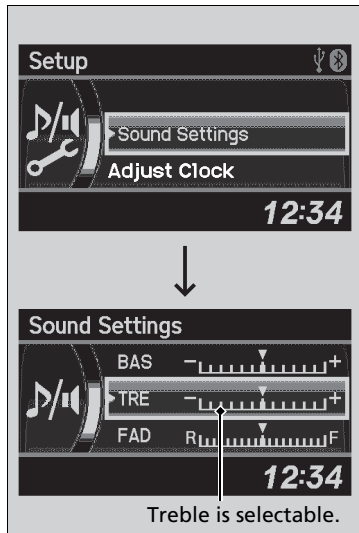 Setup
Sound Settings
Adjust Clock
12:34
Sound Settings
BAS − +
TRE − +
FAD R F
12:34
Treble is selectable.